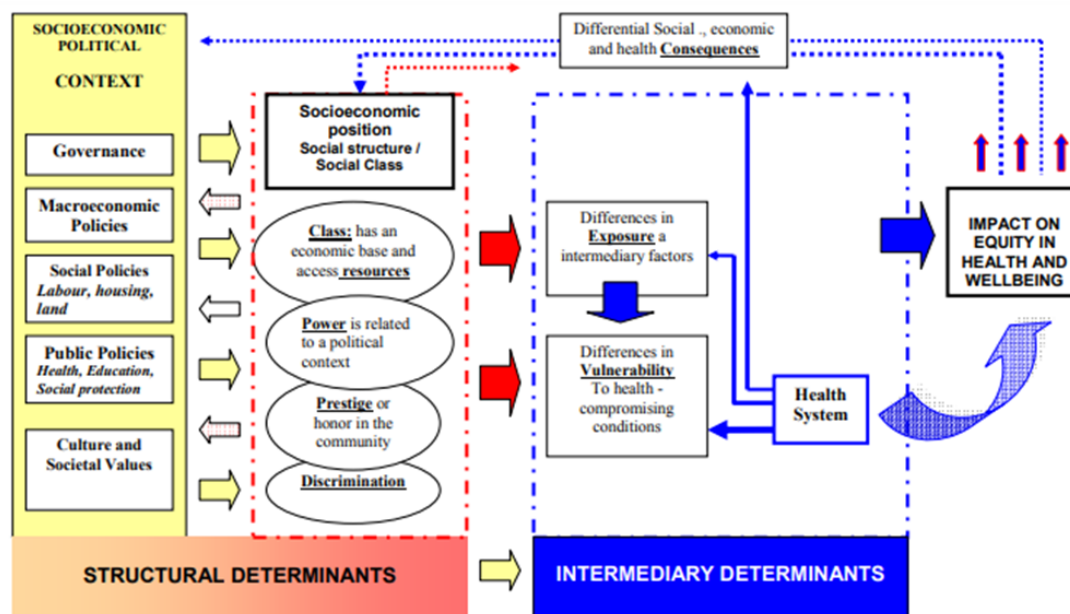 SOCIOECONOMIC
POLITICAL
CONTEXT
Governance
Macroeconomic
Policies
Social Policies
Labour, housing,
land
Public Policies
Health, Education,
Social protection
Culture and
Societal Values
Socioeconomic
position
Social structure /
Social Class
Class: has an
economic base and
access resources
Power is related
to a political
context
Prestige or
honor in the
community
Discrimination
STRUCTURAL DETERMINANTS
Differential Social ., economic
and health Consequences
Differences in
Exposure a
intermediary factors
Differences in
Vulnerability
To health -
compromising
conditions
Health
System
INTERMEDIARY DETERMINANTS
IMPACT ON
EQUITY IN
HEALTH AND
WELLBEING